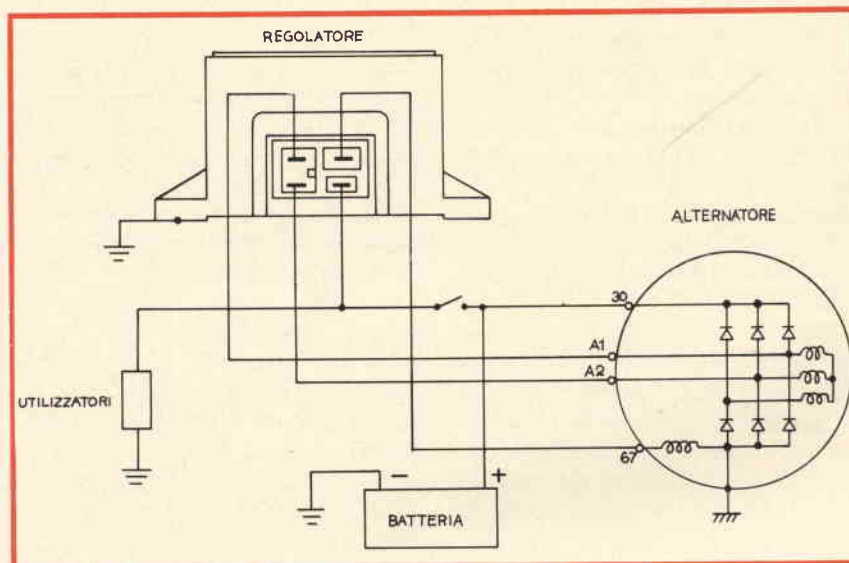 REGOLATORE
ALTERNATORE
30
A1
A2
UTILIZZATORI
67
- +
BATTERIA